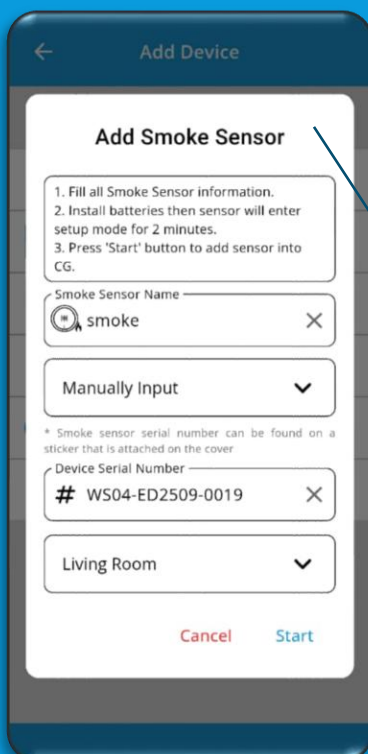 Add Device
Add Smoke Sensor
1. Fill all Smoke Sensor information.
2. Install batteries then sensor will enter
setup mode for 2 minutes.
3. Press 'Start' button to add sensor into
CG.
Smoke Sensor Name
smoke
Manually Input
* Smoke sensor serial number can be found on a
sticker that is attached on the cover
Device Serial Number
# WS04-ED2509-0019
Living Room
Cancel Start